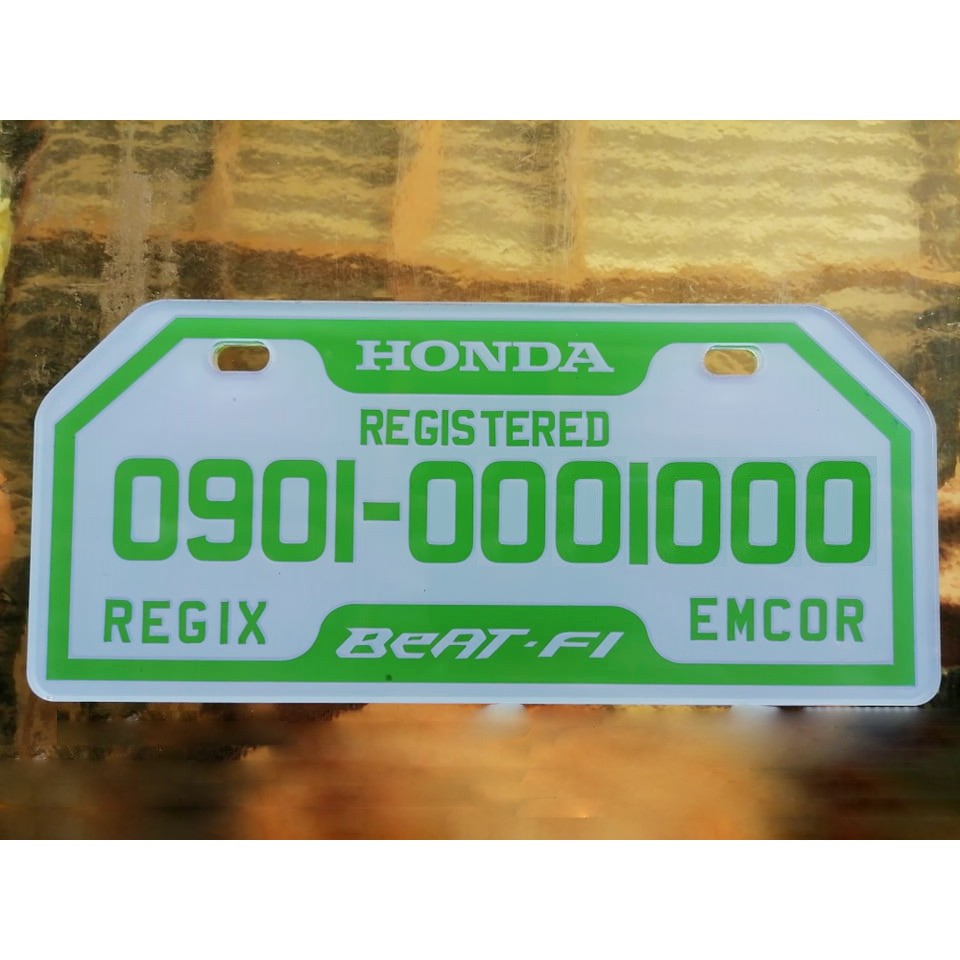 HONDA
REGISTERED
0901-0001000
REGIX EMCOR
BeAT-FI